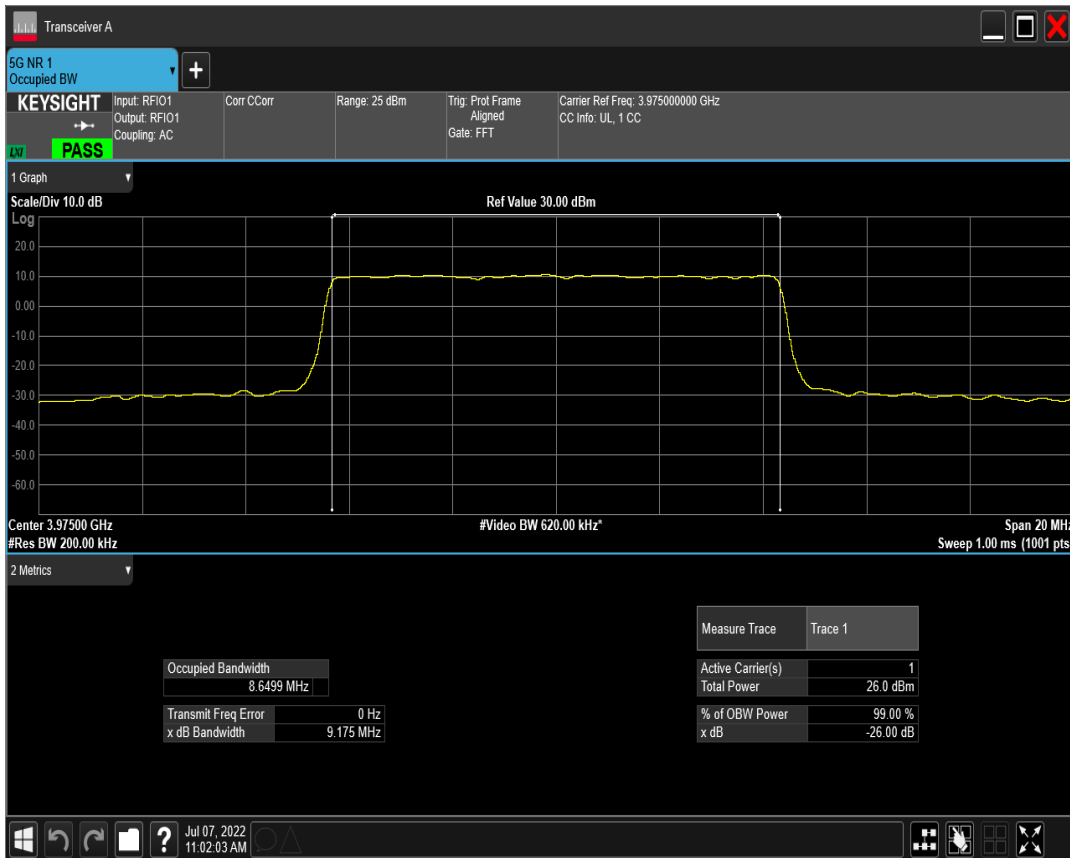 Transceiver A
5G NR 1
Occupied BW
KEYSIGHT
LXI
PASS
Input: RFIO1
Output: RFIO1
Coupling: AC
Corr CCorr
Range: 25 dBm
Trig: Prot Frame
Aligned
Gate: FFT
Carrier Ref Freq: 3.975000000 GHz
CC Info: UL, 1 CC
1 Graph
Scale/Div 10.0 dB
Ref Value 30.00 dBm
Log
20.0
10.0
0.00
-10.0
-20.0
-30.0
-40.0
-50.0
-60.0
Center 3.97500 GHz
#Video BW 620.00 kHz*
Span 20 MHz
#Res BW 200.00 kHz
Sweep 1.00 ms (1001 pts
2 Metrics
Measure Trace Trace 1
Occupied Bandwidth
8.6499 MHz
Active Carrier(s) 1
Total Power 26.0 dBm
Transmit Freq Error 0 Hz
x dB Bandwidth 9.175 MHz
% of OBW Power 99.00 %
x dB -26.00 dB
?
Jul 07, 2022
11:02:03 AM